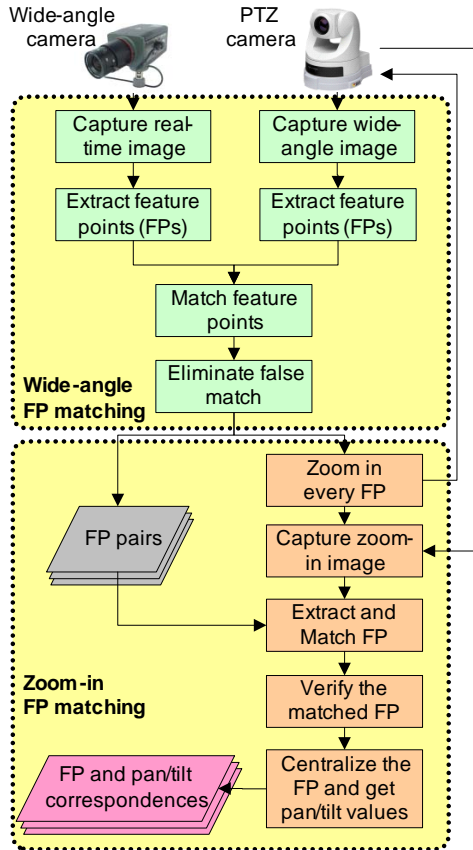 Wide-angle
camera
PTZ
camera
Capture real-
time image
Capture wide-
angle image
Extract feature
points (FPs)
Extract feature
points (FPs)
Match feature
points
Eliminate false
match
Wide-angle
FP matching
Zoom in
every FP
FP pairs
Capture zoom-
in image
Extract and
Match FP
Zoom-in
FP matching
Verify the
matched FP
FP and pan/tilt
correspondences
Centralize the
FP and get
pan/tilt values